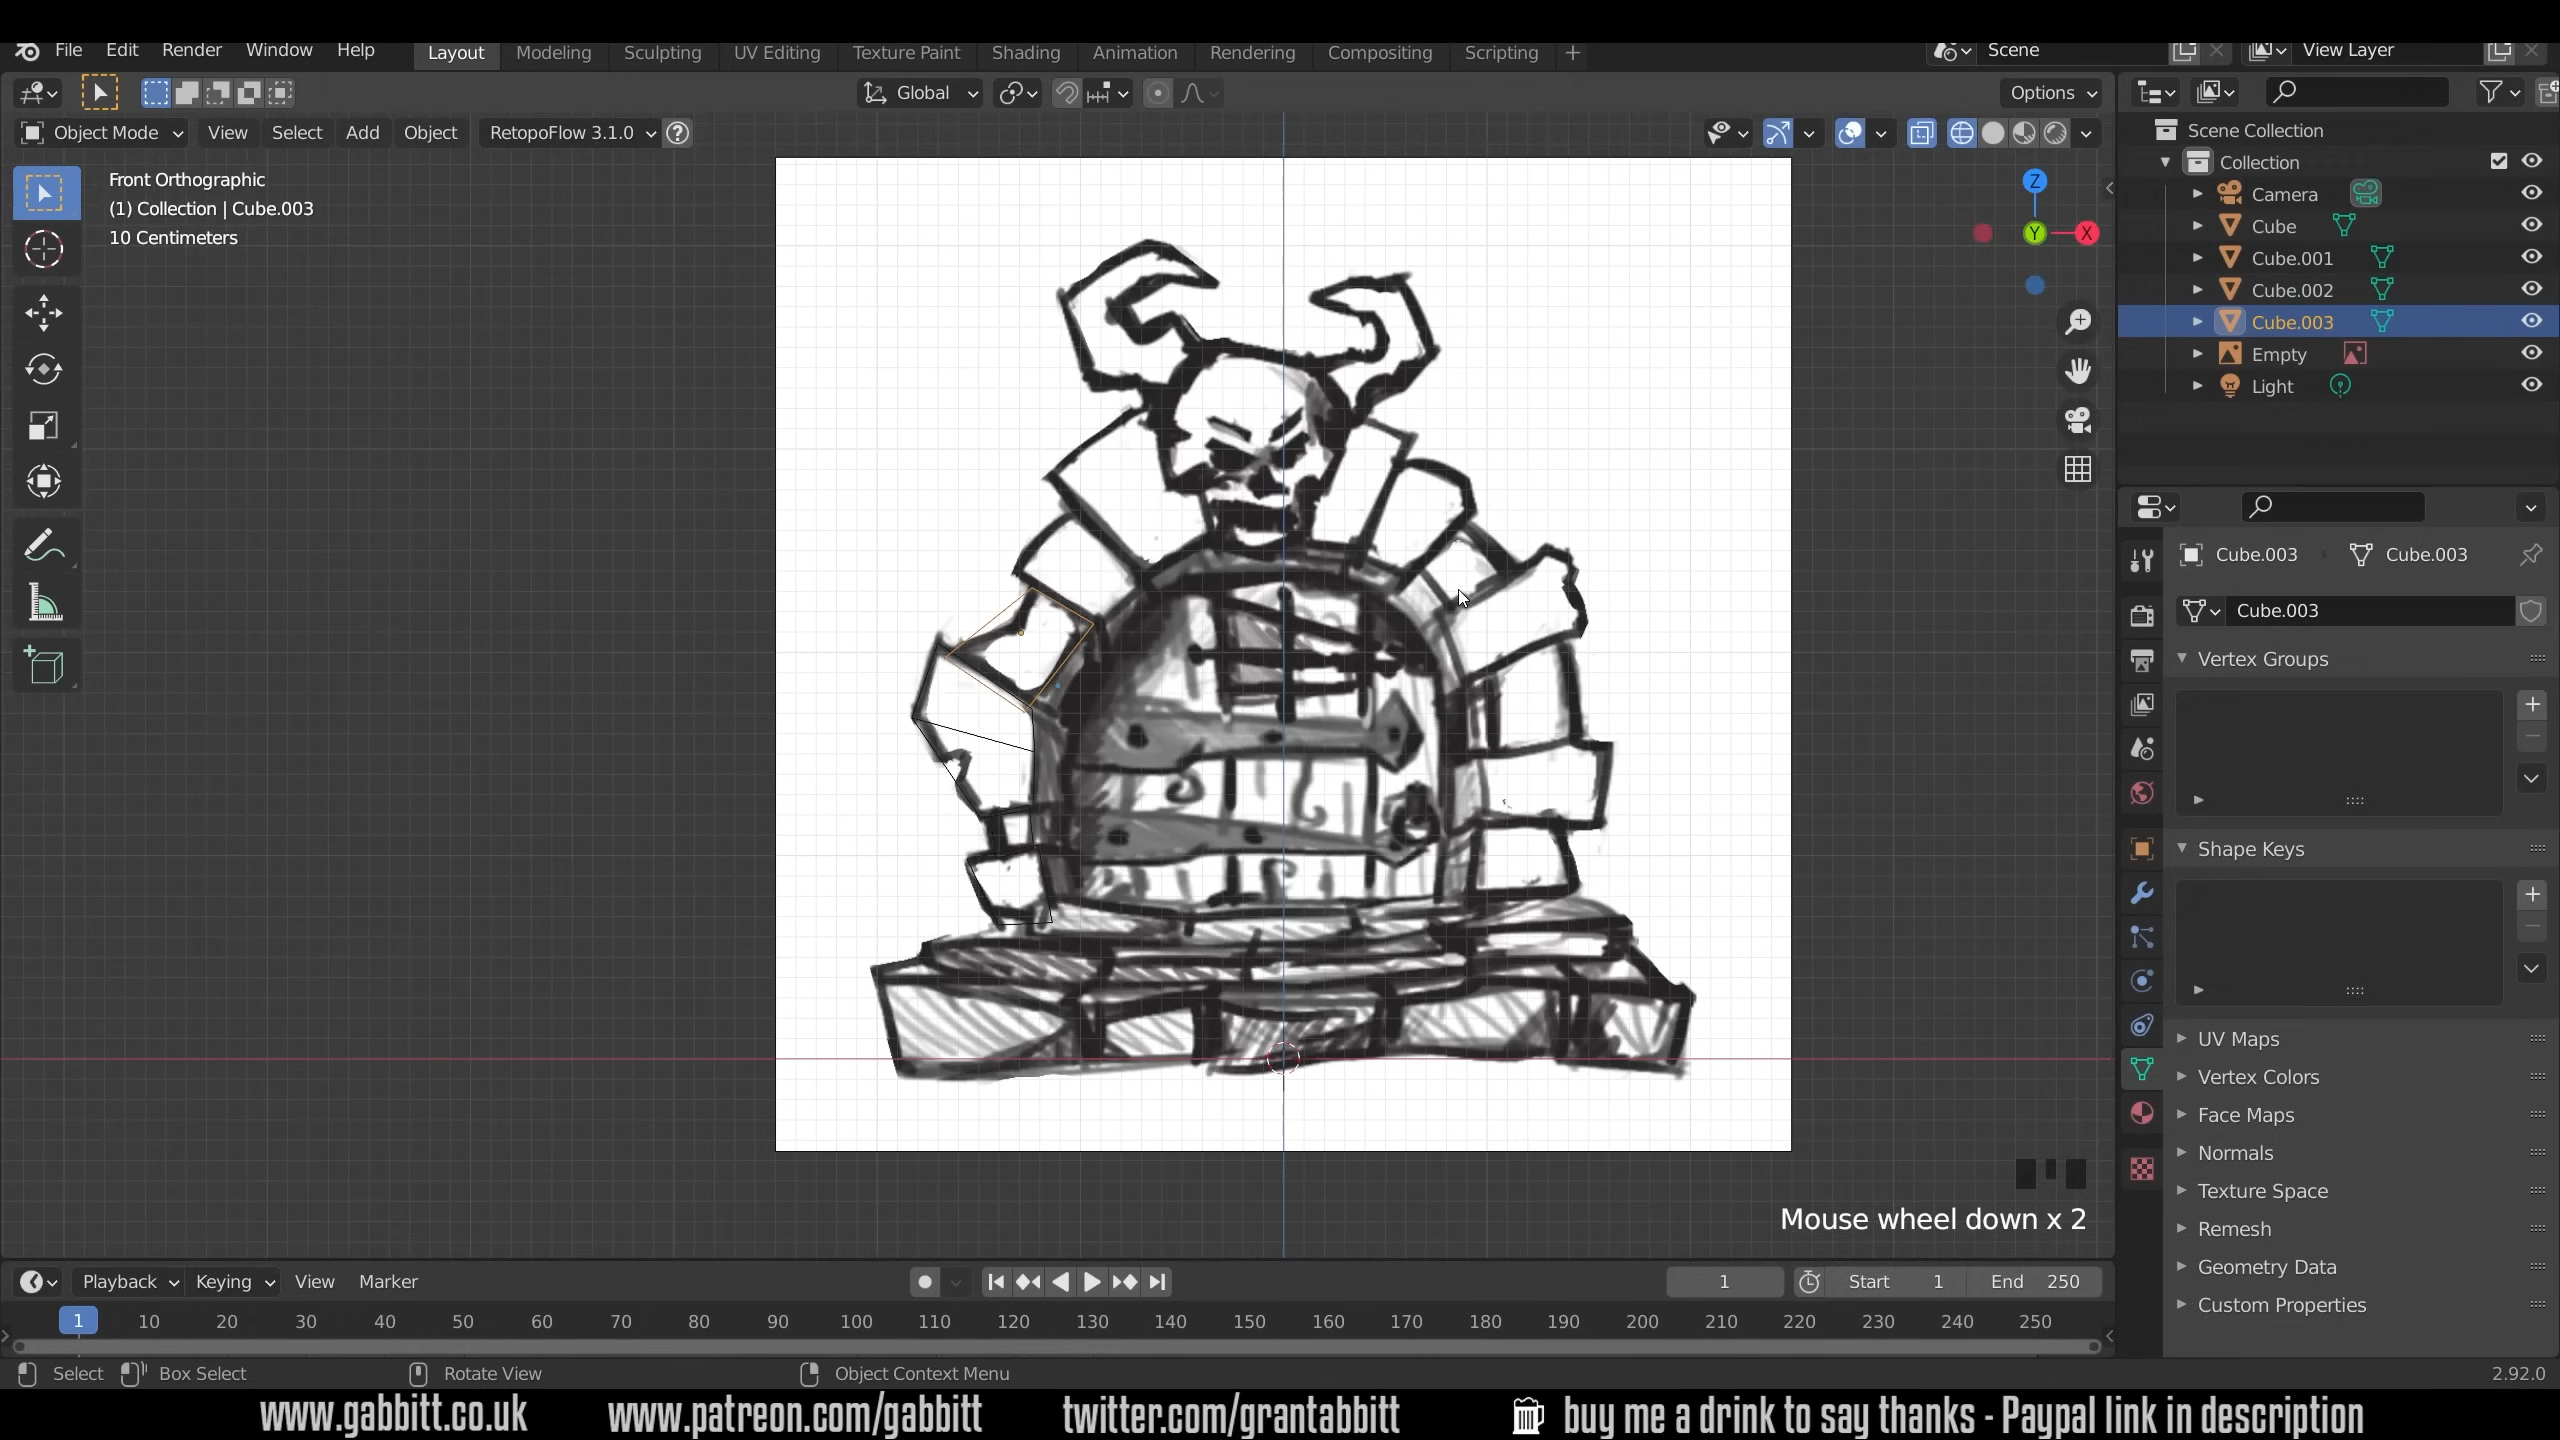 File Edit Render Window Help Layout Modeling Sculpting UV Editing Texture Paint Shading Animation Rendering Compositing Scripting + Scene View Layer
Global Options
Object Mode View Select Add Object RetopoFlow 3.1.0
Front Orthographic
(1) Collection | Cube.003
10 Centimeters
Z
Y
X
Scene Collection
Collection
Camera
Cube
Cube.001
Cube.002
Cube.003
Empty
Light
Cube.003 Cube.003
Cube.003
Vertex Groups
Shape Keys
UV Maps
Vertex Colors
Face Maps
Normals
Texture Space
Remesh
Geometry Data
Custom Properties
Mouse wheel down x 2
Playback Keying View Marker 1 Start 1 End 250
1 10 20 30 40 50 60 70 80 90 100 110 120 130 140 150 160 170 180 190 200 210 220 230 240 250
Select Box Select Rotate View Object Context Menu 2.92.0
www.gabbitt.co.uk www.patreon.com/gabbitt twitter.com/grantabbitt buy me a drink to say thanks - Paypal link in description